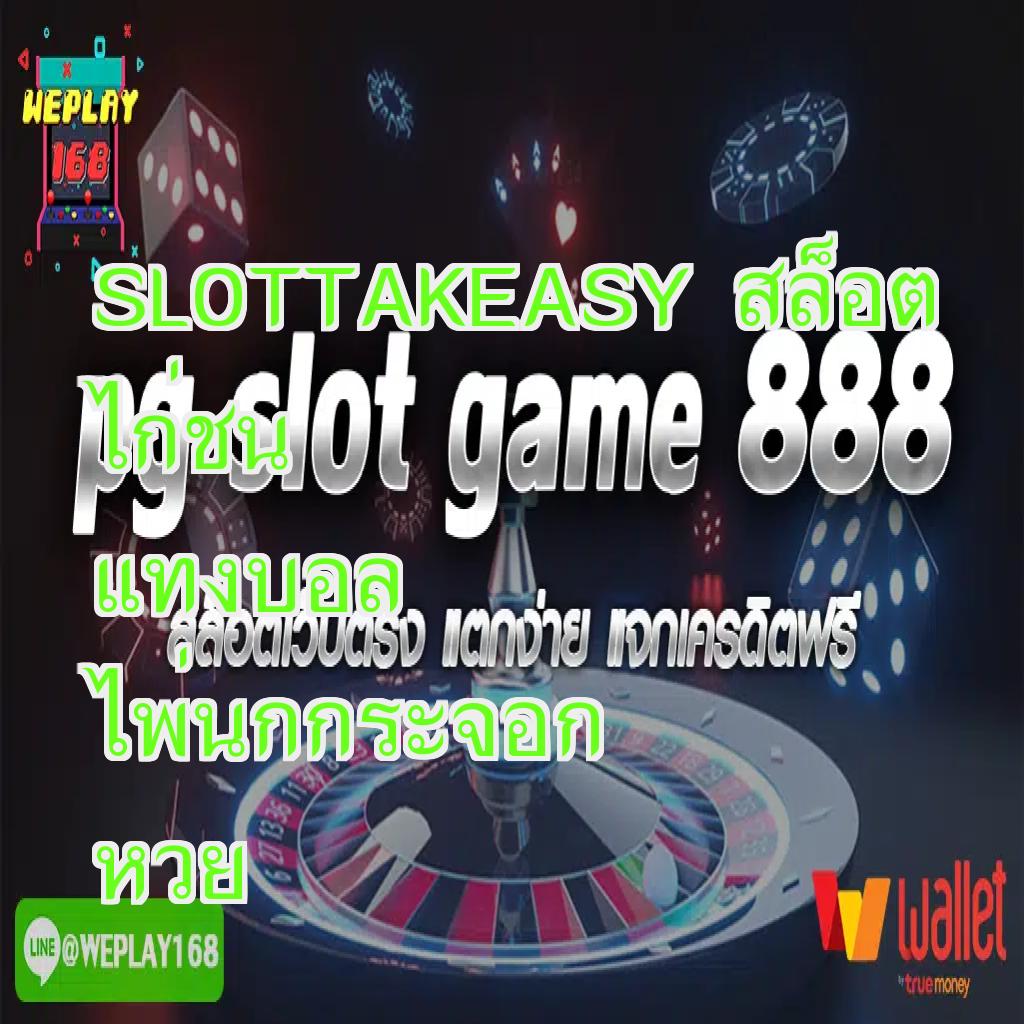 WEPLAY
168
SLOTTAKEASY สล็อต
pg slot game 888
ไก่ชน
แทงบอล
สล็อตเว็บตรง แตกง่าย แจกเครดิตฟรี
ไพ่นกกระจอก
หวย
LINE @WEPLAY168
wallet
by truemoney